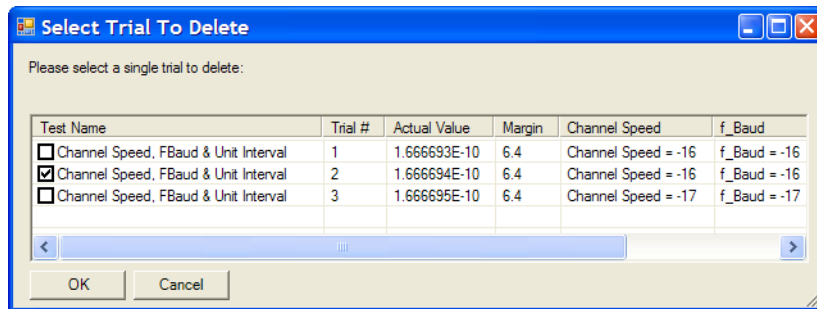 Select Trial To Delete
Please select a single trial to delete:
Test Name Trial # Actual Value Margin Channel Speed f_Baud
Channel Speed, FBaud & Unit Interval 1 1.666693E-10 6.4 Channel Speed = -16 f_Baud = -16
Channel Speed, FBaud & Unit Interval 2 1.666694E-10 6.4 Channel Speed = -16 f_Baud = -16
Channel Speed, FBaud & Unit Interval 3 1.666695E-10 6.4 Channel Speed = -17 f_Baud = -17
OK Cancel